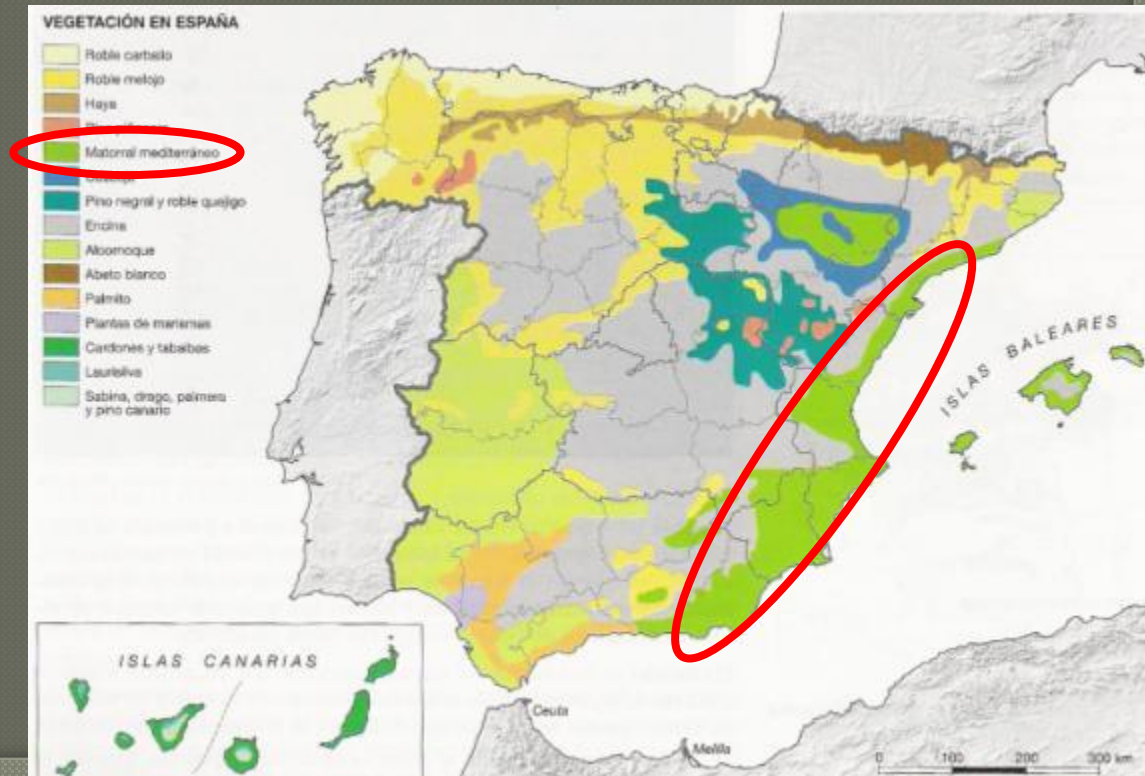 VEGETACIÓN EN ESPAÑA
Roble carballo
Roble melojo
Haya
Matorral mediterráneo
Pino negral y roble quejigo
Encina
Alcornoque
Abeto blanco
Palmito
Plantas de marismas
Cardones y tabaibas
Laurisilva
Sabina, drago, palmera
y pino canario
ISLAS BALEARES
ISLAS CANARIAS
Ceuta
Melilla
0 100 200 300 km